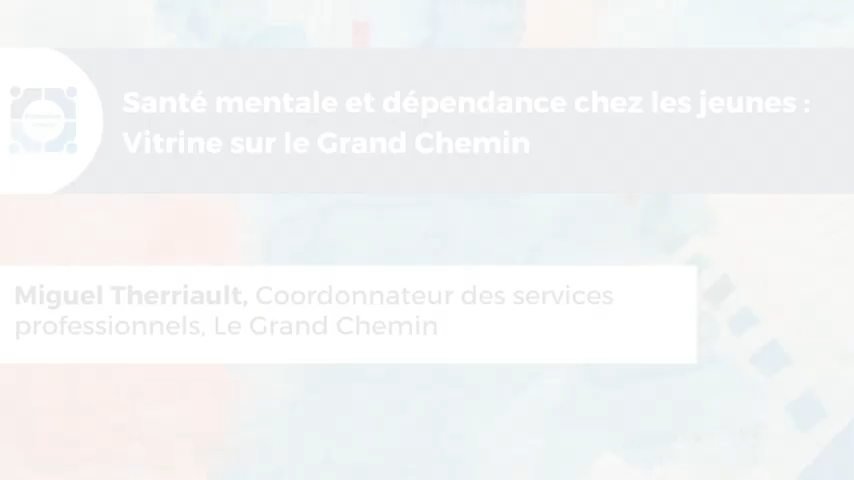 Santé mentale et dépendance chez les jeunes :
Vitrine sur le Grand Chemin
Miguel Therriault, Coordonnateur des services
professionnels, Le Grand Chemin